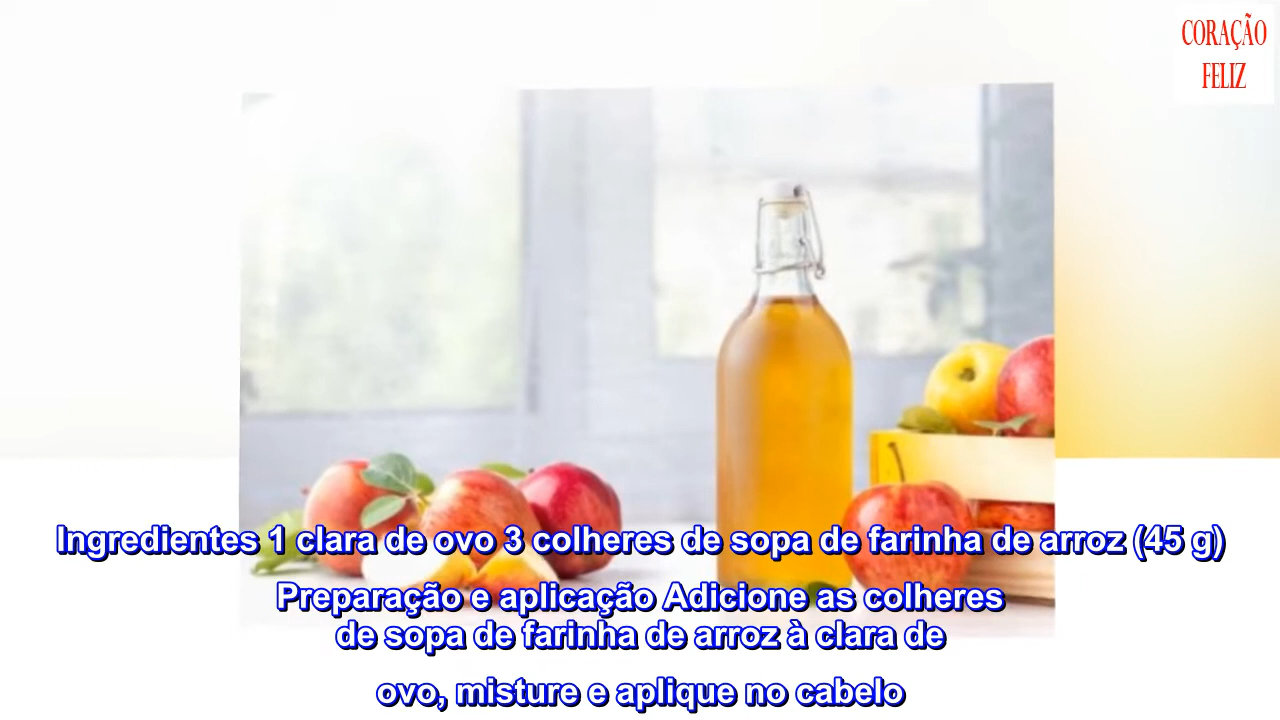 CORAÇÃO
FELIZ
Ingredientes 1 clara de ovo 3 colheres de sopa de farinha de arroz (45 g)
Preparação e aplicação Adicione as colheres
de sopa de farinha de arroz à clara de
ovo, misture e aplique no cabelo